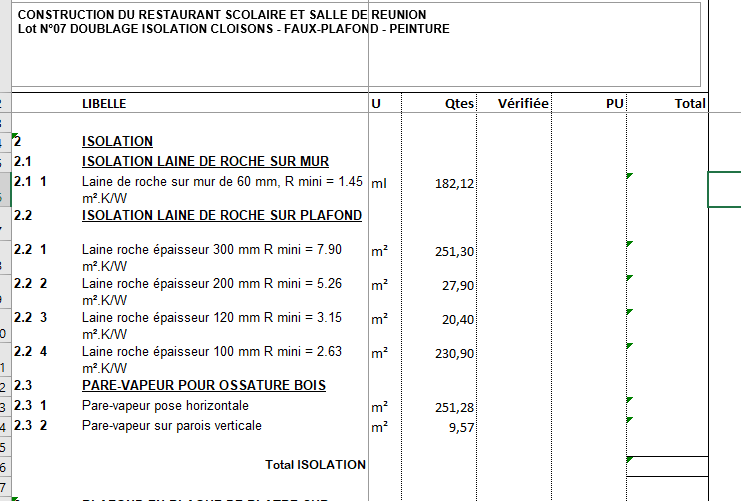 CONSTRUCTION DU RESTAURANT SCOLAIRE ET SALLE DE REUNION
Lot N°07 DOUBLAGE ISOLATION CLOISONS - FAUX-PLAFOND - PEINTURE
LIBELLE U Qtes Vérifiée PU Total
2 ISOLATION
2.1 ISOLATION LAINE DE ROCHE SUR MUR
2.1 1 Laine de roche sur mur de 60 mm, R mini = 1.45 ml 182,12
m².K/W
2.2 ISOLATION LAINE DE ROCHE SUR PLAFOND
2.2 1 Laine roche épaisseur 300 mm R mini = 7.90 m² 251,30
m².K/W
2.2 2 Laine roche épaisseur 200 mm R mini = 5.26 m² 27,90
m².K/W
2.2 3 Laine roche épaisseur 120 mm R mini = 3.15 m² 20,40
m².K/W
2.2 4 Laine roche épaisseur 100 mm R mini = 2.63 m² 230,90
m².K/W
2.3 PARE-VAPEUR POUR OSSATURE BOIS
2.3 1 Pare-vapeur pose horizontale m² 251,28
2.3 2 Pare-vapeur sur parois verticale m² 9,57
Total ISOLATION